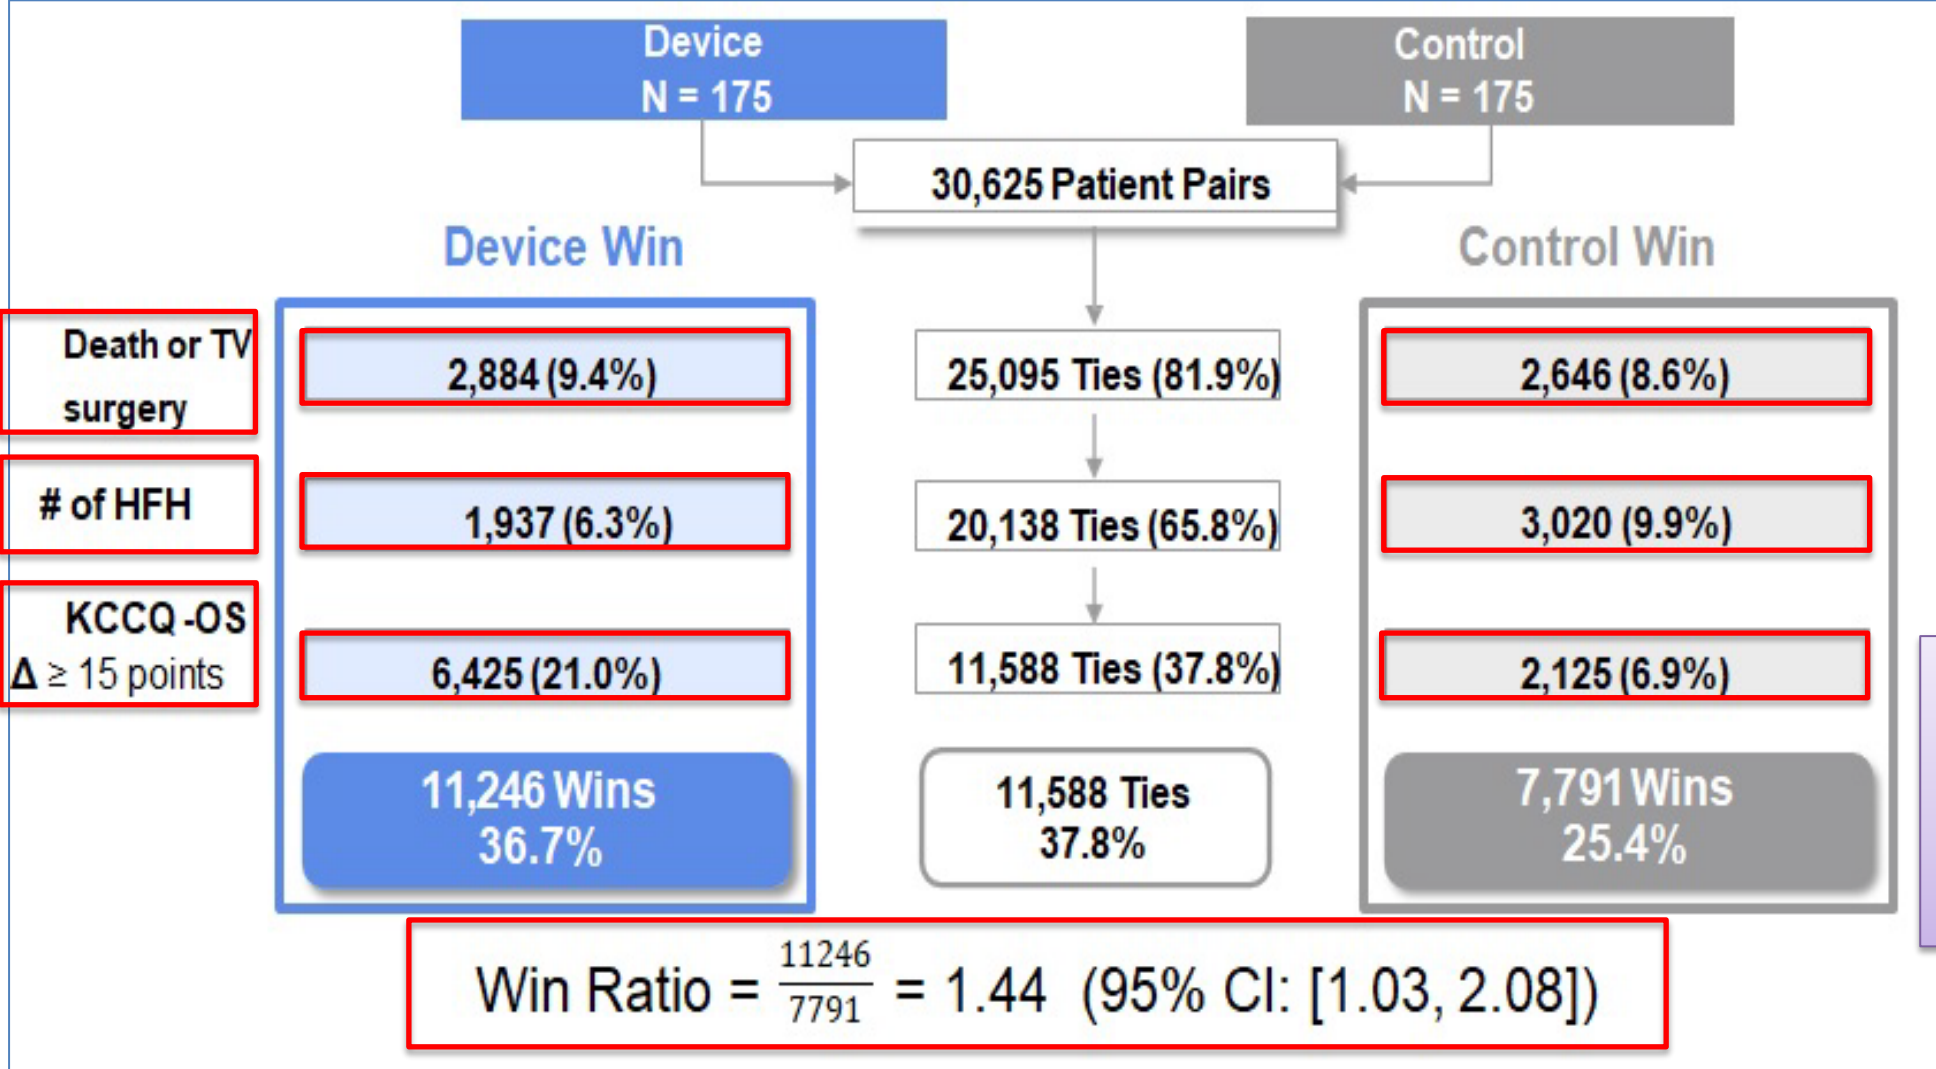 Device
N = 175
Control
N = 175
30,625 Patient Pairs
Device Win
Control Win
Death or TV
surgery
2,884 (9.4%)
25,095 Ties (81.9%)
2,646 (8.6%)
# of HFH
1,937 (6.3%)
20,138 Ties (65.8%)
3,020 (9.9%)
KCCQ -OS
Δ ≥ 15 points
6,425 (21.0%)
11,588 Ties (37.8%)
2,125 (6.9%)
11,246 Wins
36.7%
11,588 Ties
37.8%
7,791 Wins
25.4%
Win Ratio = 11246/7791 = 1.44 (95% CI: [1.03, 2.08])